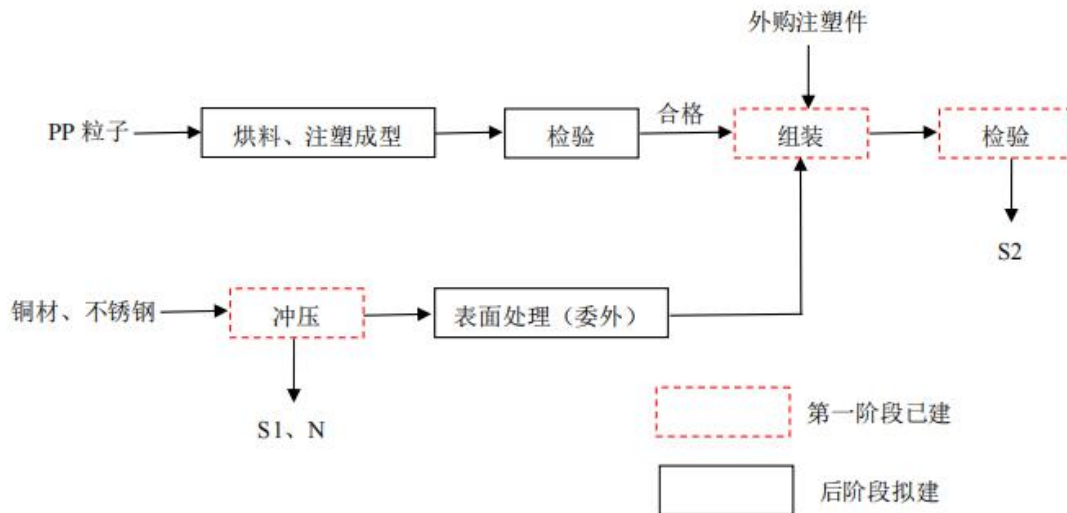 外购注塑件
PP 粒子
烘料、注塑成型
检验
合格
组装
检验
S2
铜材、不锈钢
冲压
表面处理（委外）
S1、N
第一阶段已建
后阶段拟建